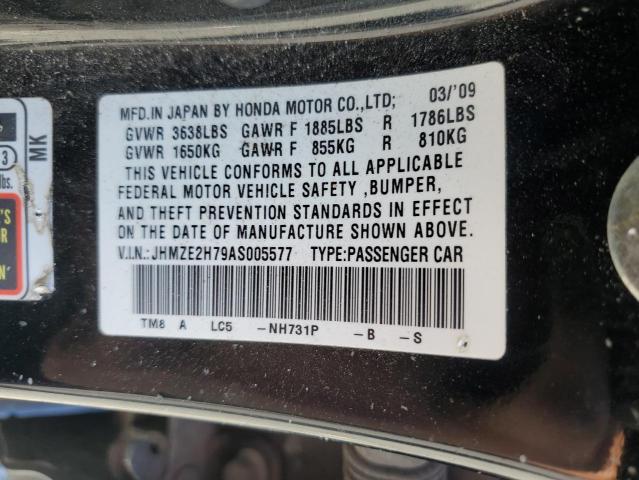 MFD.IN JAPAN BY HONDA MOTOR CO.,LTD; 03/'09
GVWR 3638LBS GAWR F 1885LBS R 1786LBS
GVWR 1650KG GAWR F 855KG R 810KG
THIS VEHICLE CONFORMS TO ALL APPLICABLE
FEDERAL MOTOR VEHICLE SAFETY ,BUMPER,
AND THEFT PREVENTION STANDARDS IN EFFECT
ON THE DATE OF MANUFACTURE SHOWN ABOVE.
V.I.N.: JHMZE2H79AS005577 TYPE:PASSENGER CAR
TM8 A LC5 -NH731P -B -S
3
lbs.
MK